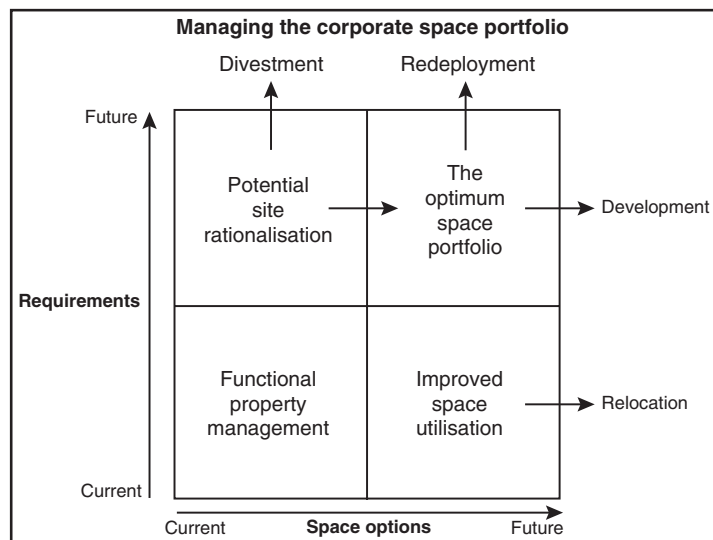 Managing the corporate space portfolio
Divestment
Redeployment
Future
Potential
site
rationalisation
The
optimum
space
portfolio
Development
Requirements
Functional
property
management
Improved
space
utilisation
Relocation
Current
Current
Space options
Future